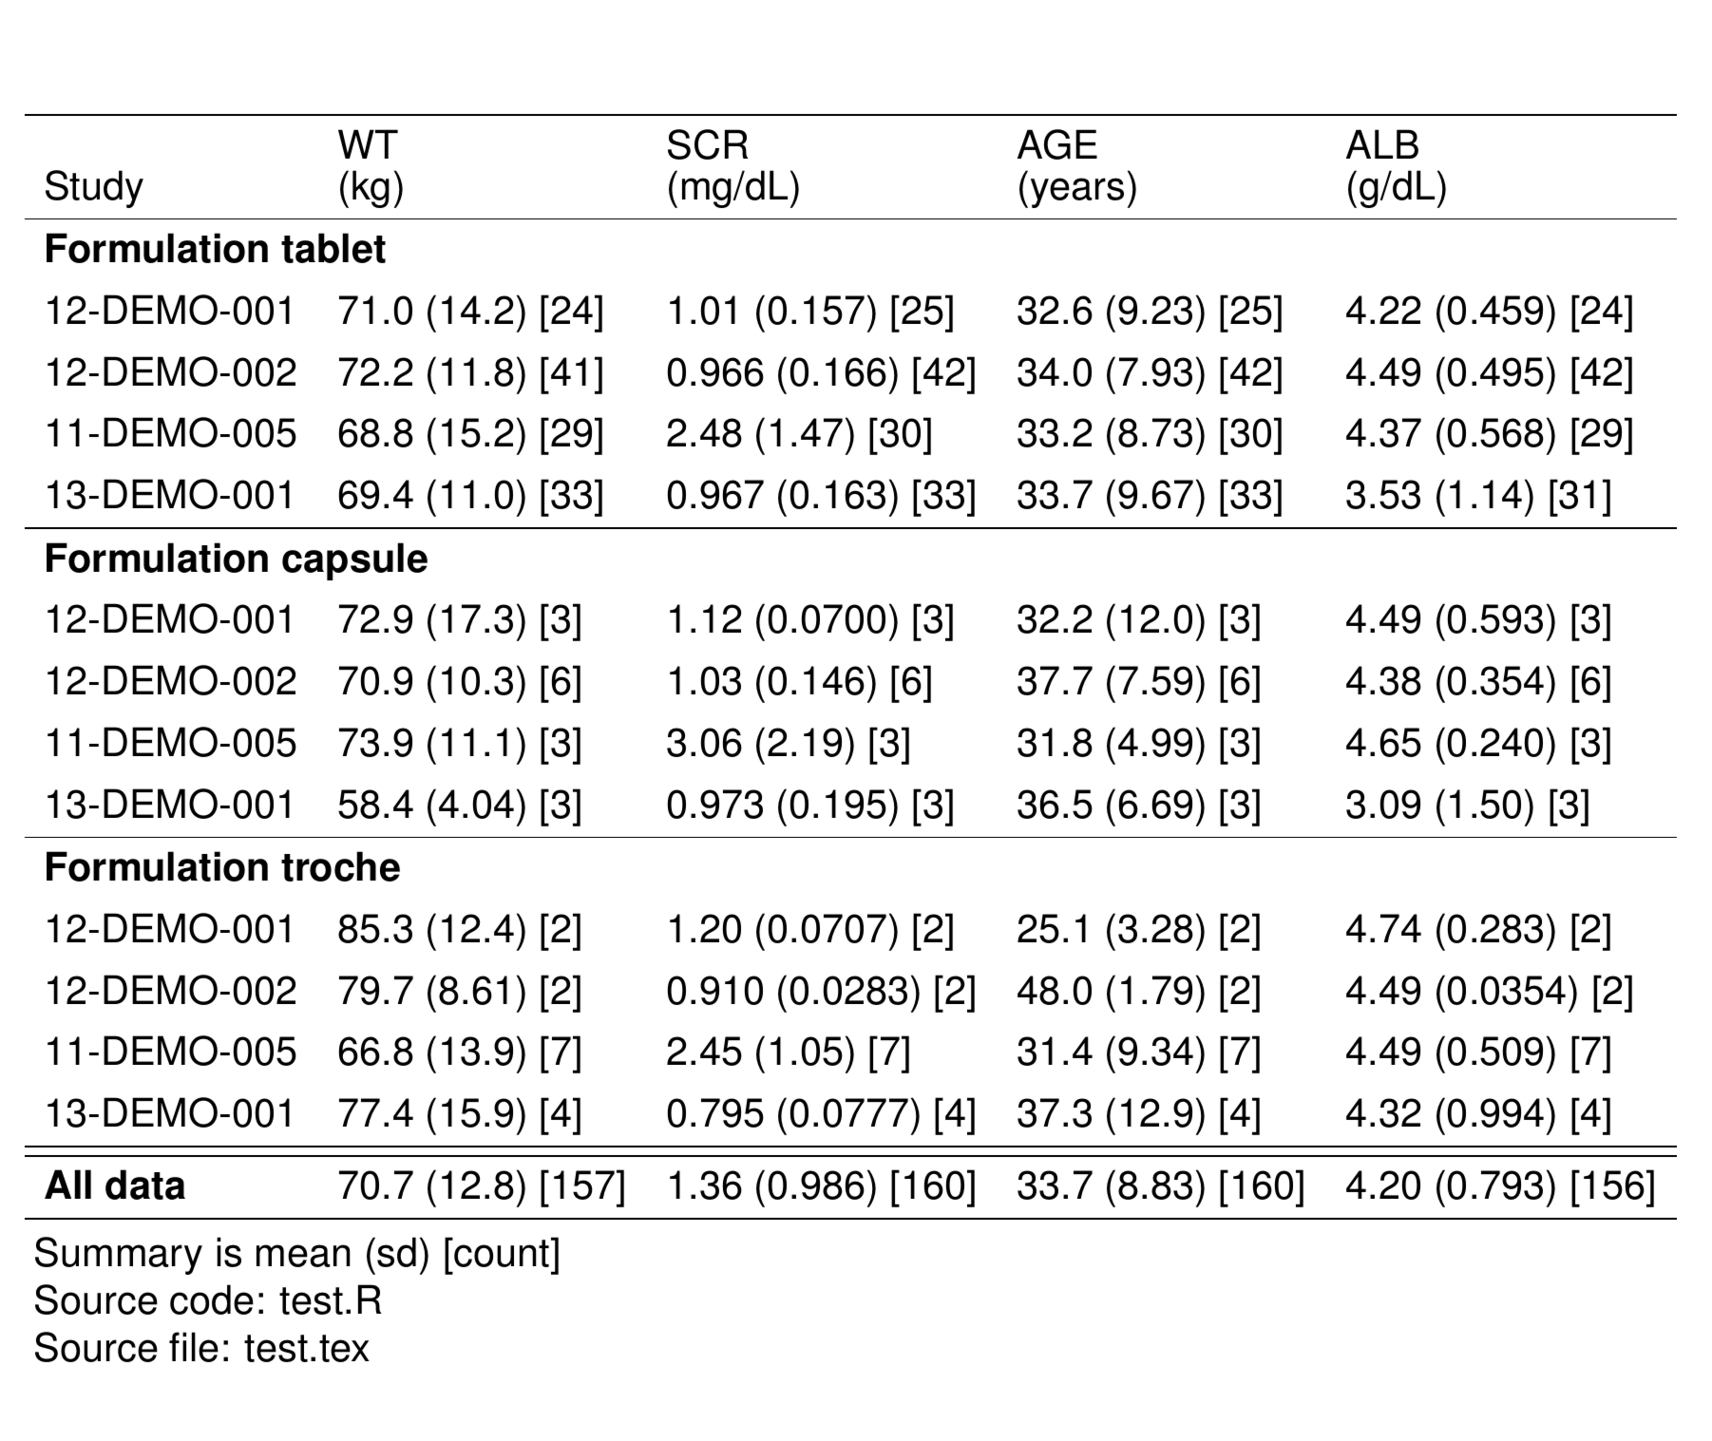 Study WT (kg) SCR (mg/dL) AGE (years) ALB (g/dL)
Formulation tablet
12-DEMO-001 71.0 (14.2) [24] 1.01 (0.157) [25] 32.6 (9.23) [25] 4.22 (0.459) [24]
12-DEMO-002 72.2 (11.8) [41] 0.966 (0.166) [42] 34.0 (7.93) [42] 4.49 (0.495) [42]
11-DEMO-005 68.8 (15.2) [29] 2.48 (1.47) [30] 33.2 (8.73) [30] 4.37 (0.568) [29]
13-DEMO-001 69.4 (11.0) [33] 0.967 (0.163) [33] 33.7 (9.67) [33] 3.53 (1.14) [31]
Formulation capsule
12-DEMO-001 72.9 (17.3) [3] 1.12 (0.0700) [3] 32.2 (12.0) [3] 4.49 (0.593) [3]
12-DEMO-002 70.9 (10.3) [6] 1.03 (0.146) [6] 37.7 (7.59) [6] 4.38 (0.354) [6]
11-DEMO-005 73.9 (11.1) [3] 3.06 (2.19) [3] 31.8 (4.99) [3] 4.65 (0.240) [3]
13-DEMO-001 58.4 (4.04) [3] 0.973 (0.195) [3] 36.5 (6.69) [3] 3.09 (1.50) [3]
Formulation troche
12-DEMO-001 85.3 (12.4) [2] 1.20 (0.0707) [2] 25.1 (3.28) [2] 4.74 (0.283) [2]
12-DEMO-002 79.7 (8.61) [2] 0.910 (0.0283) [2] 48.0 (1.79) [2] 4.49 (0.0354) [2]
11-DEMO-005 66.8 (13.9) [7] 2.45 (1.05) [7] 31.4 (9.34) [7] 4.49 (0.509) [7]
13-DEMO-001 77.4 (15.9) [4] 0.795 (0.0777) [4] 37.3 (12.9) [4] 4.32 (0.994) [4]
All data 70.7 (12.8) [157] 1.36 (0.986) [160] 33.7 (8.83) [160] 4.20 (0.793) [156]
Summary is mean (sd) [count]
Source code: test.R
Source file: test.tex